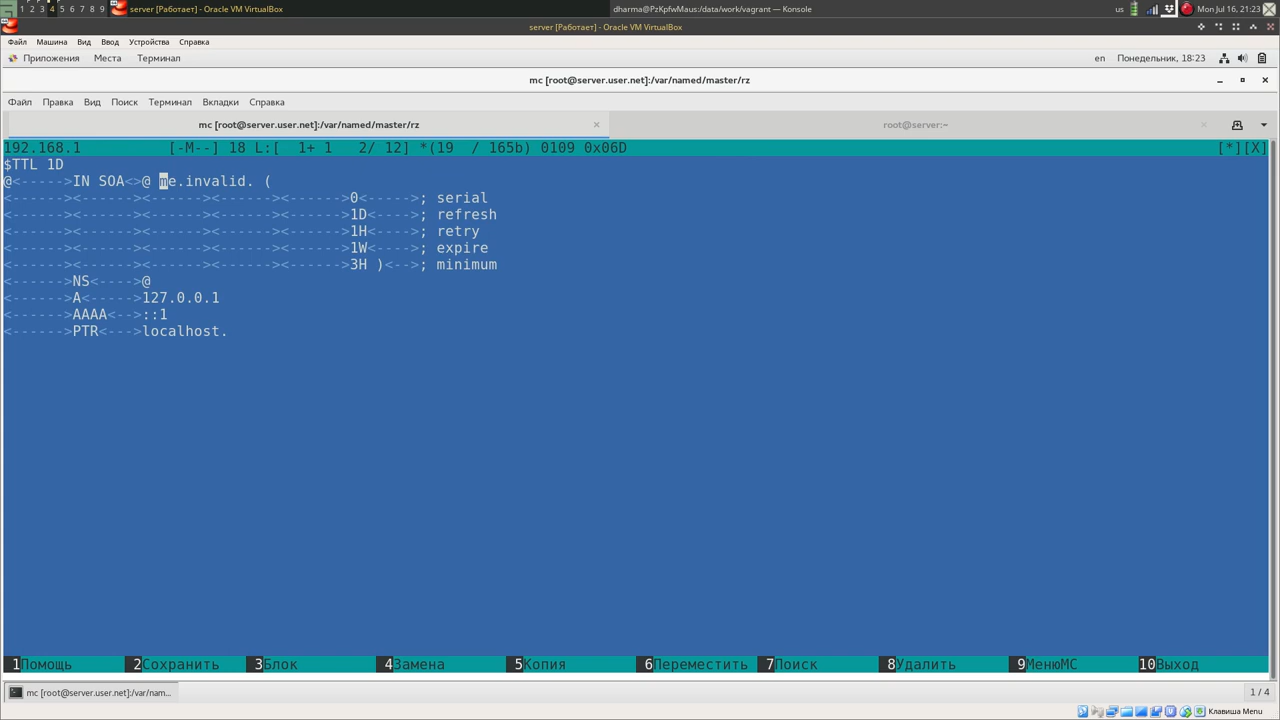 1 2 3 4 5 6 7 8 9 server [Работает] - Oracle VM VirtualBox dharma@PzKpfwMaus:/data/work/vagrant — Konsole us Mon Jul 16, 21:23
server [Работает] - Oracle VM VirtualBox
Файл Машина Вид Ввод Устройства Справка
Приложения Места Терминал en Понедельник, 18:23
mc [root@server.user.net]:/var/named/master/rz
Файл Правка Вид Поиск Терминал Вкладки Справка
mc [root@server.user.net]:/var/named/master/rz × root@server:~ ×
192.168.1 [-M--] 18 L:[ 1+ 1 2/ 12] *(19 / 165b) 0109 0x06D [*][X]
$TTL 1D
@<----->IN SOA<>@ me.invalid. (
<------><------><------><------><------>0<----->; serial
<------><------><------><------><------>1D<---->; refresh
<------><------><------><------><------>1H<---->; retry
<------><------><------><------><------>1W<---->; expire
<------><------><------><------><------>3H )<-->; minimum
<------>NS<---->@
<------>A<----->127.0.0.1
<------>AAAA<-->::1
<------>PTR<--->localhost.
1Помощь 2Сохранить 3Блок 4Замена 5Копия 6Переместить 7Поиск 8Удалить 9МенюMC 10Выход
mc [root@server.user.net]:/var/nam... 1 / 4
Клавиша Menu